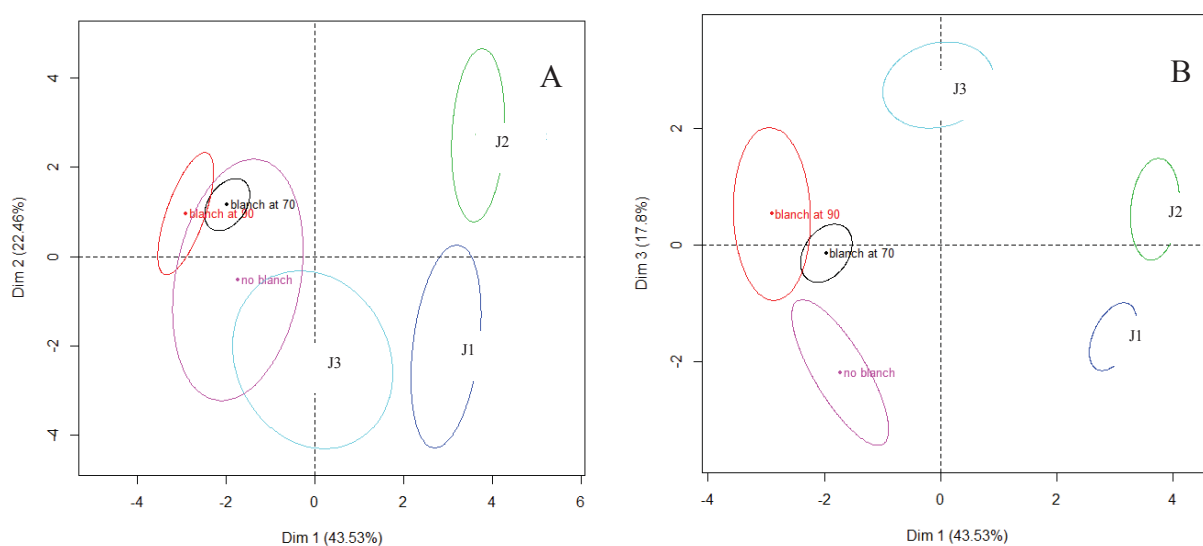 A
4
2
0
-2
-4
Dim 2 (22.46%)
J2
blanch at 70
blanch at 90
no blanch
J3
J1
-4
-2
0
2
4
6
Dim 1 (43.53%)
B
2
0
-2
Dim 3 (17.8%)
J3
J2
blanch at 90
blanch at 70
J1
no blanch
-4
-2
0
2
4
Dim 1 (43.53%)